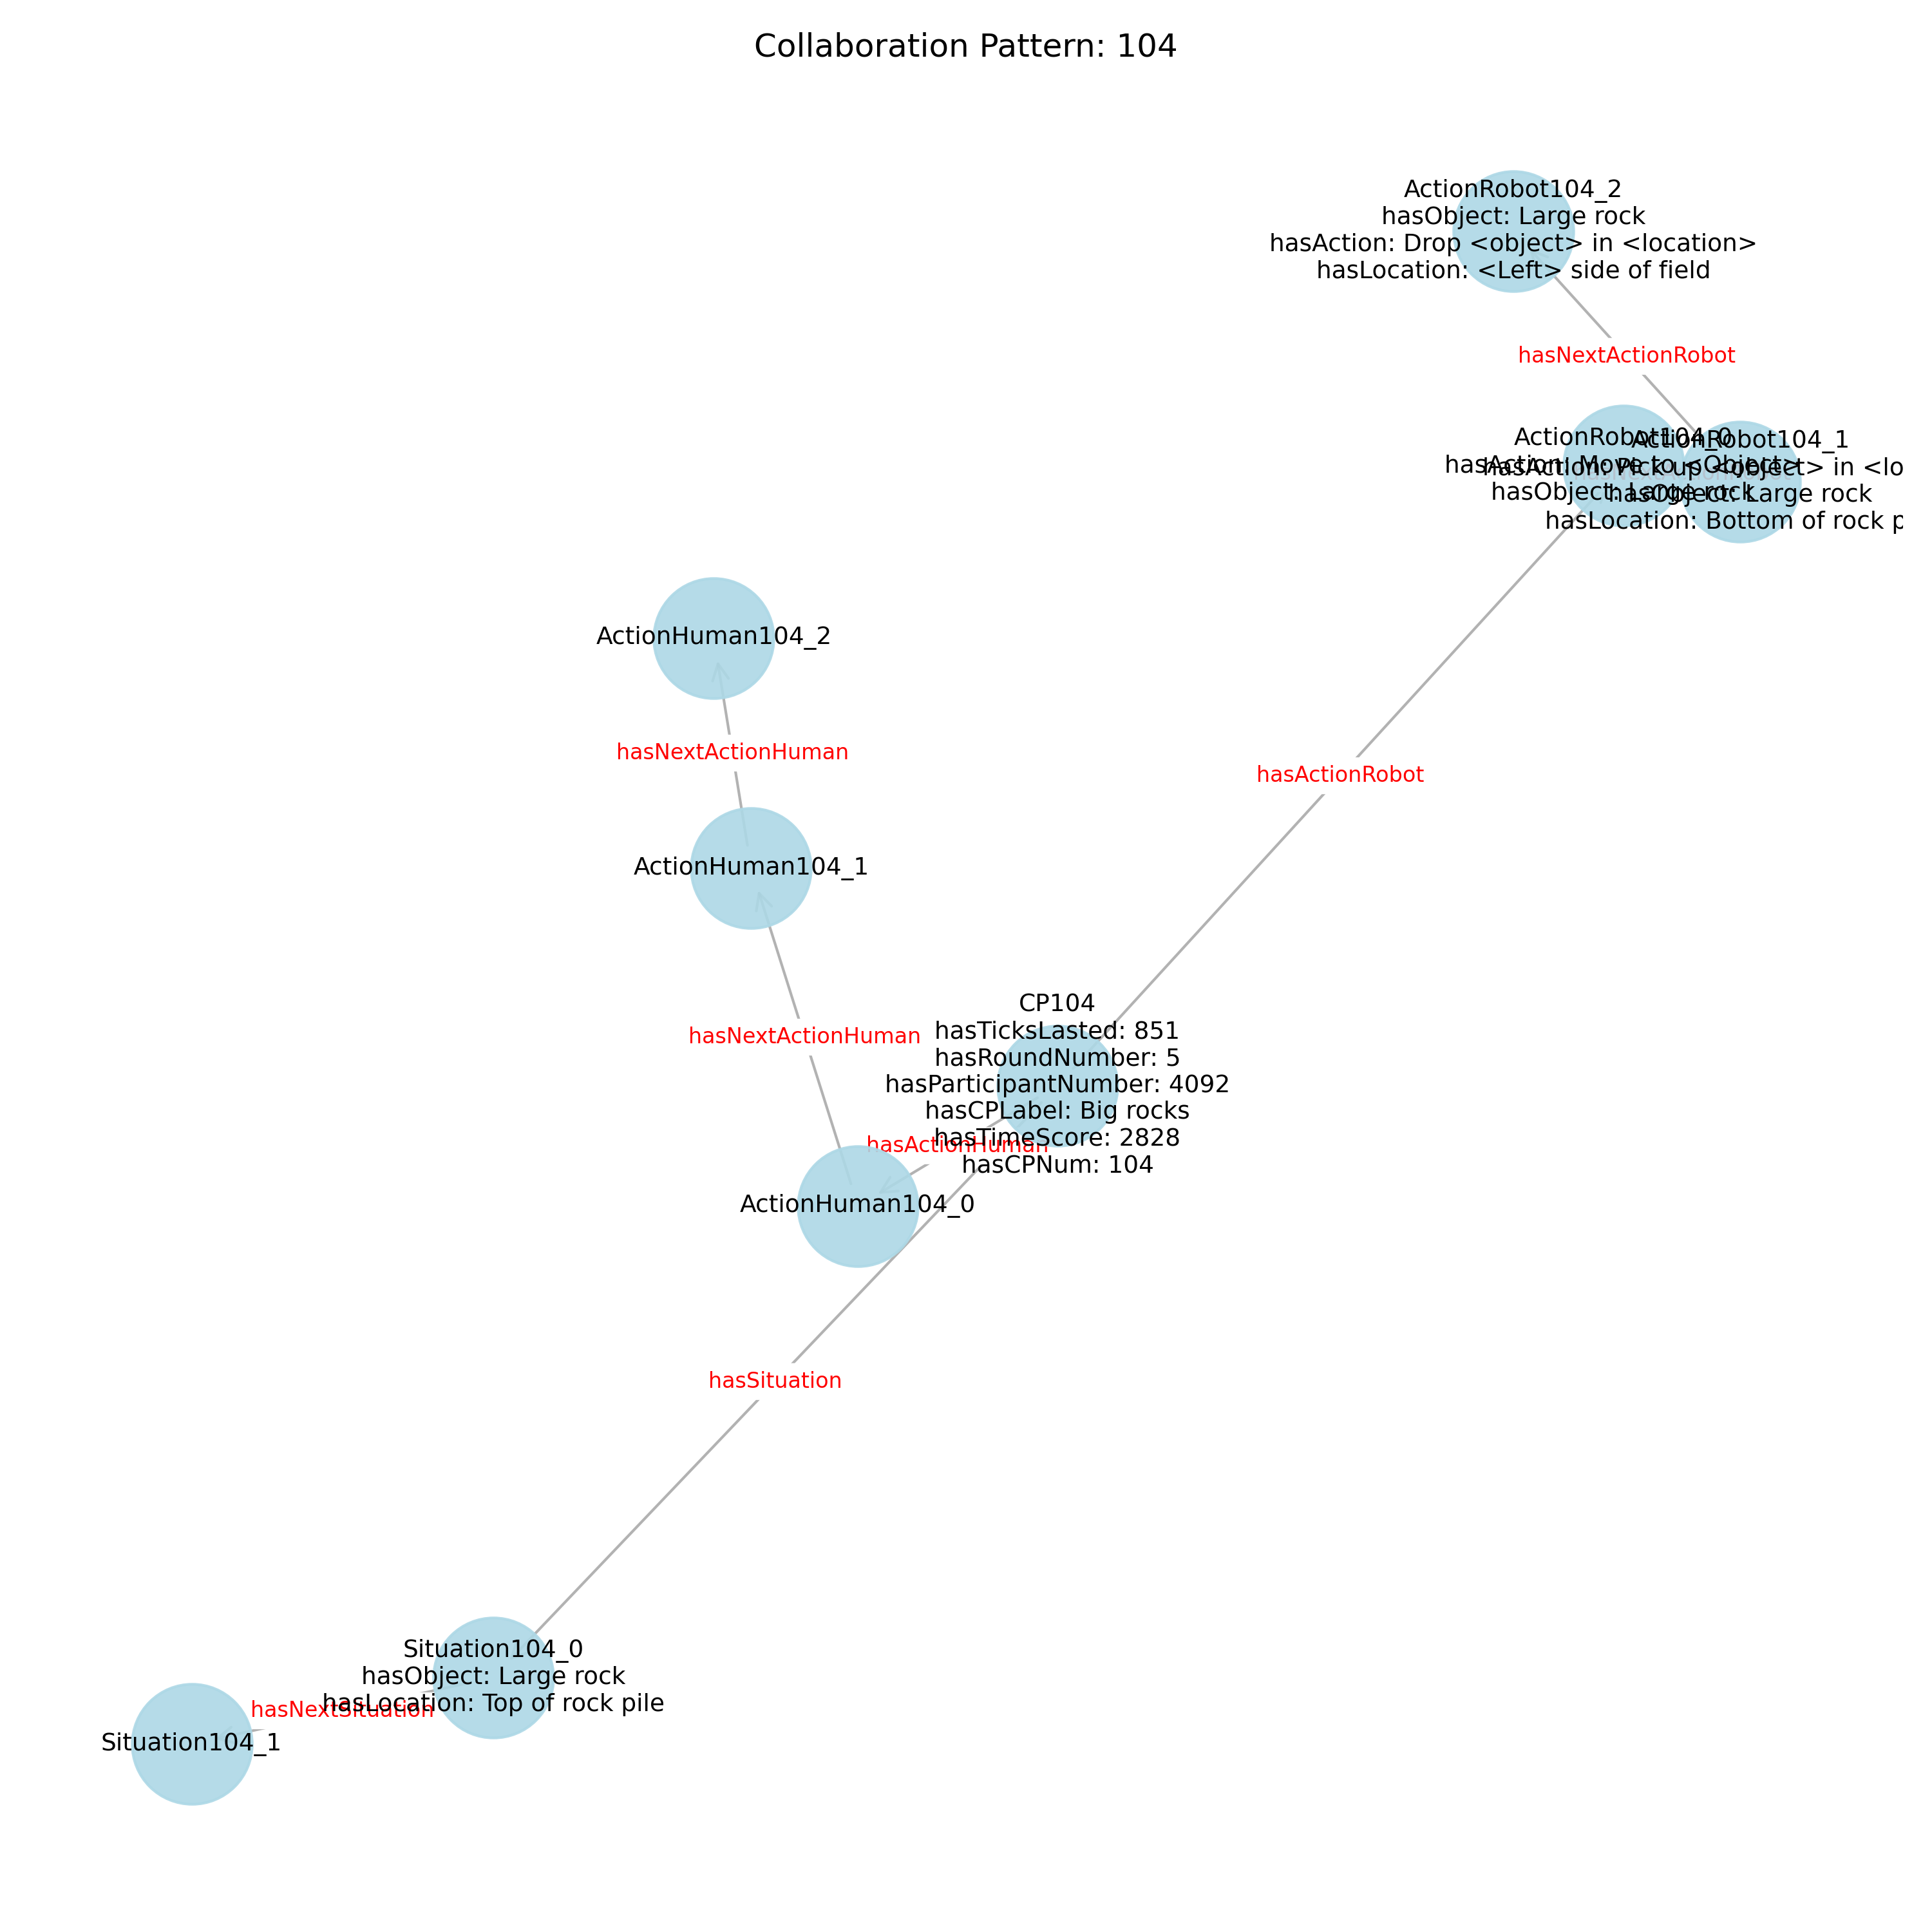 Collaboration Pattern: 104
ActionRobot104_2
hasObject: Large rock
hasAction: Drop <object> in <location>
hasLocation: <Left> side of field
hasNextActionRobot
ActionRobot104_0
hasAction: Move to <Object>
hasObject: Large rock
ActionRobot104_1
hasAction: Pick up <object> in <lo
hasObject: Large rock
hasLocation: Bottom of rock p
ActionHuman104_2
hasNextActionHuman
hasActionRobot
ActionHuman104_1
hasNextActionHuman
CP104
hasTicksLasted: 851
hasRoundNumber: 5
hasParticipantNumber: 4092
hasCPLabel: Big rocks
hasTimeScore: 2828
hasCPNum: 104
hasActionHuman
ActionHuman104_0
hasSituation
Situation104_0
hasObject: Large rock
hasLocation: Top of rock pile
hasNextSituation
Situation104_1